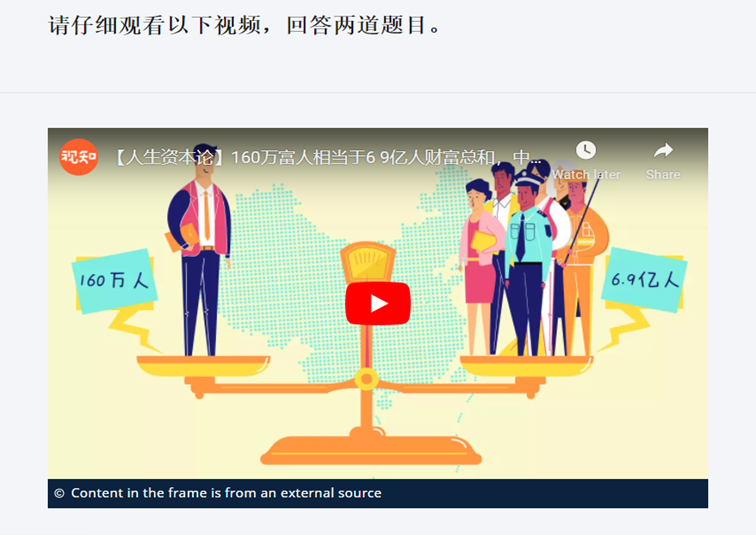 请仔细观看以下视频，回答两道题目。
视知
【人生资本论】160万富人相当于6 9亿人财富总和，中...
Watch later
Share
160万人
6.9亿人
© Content in the frame is from an external source